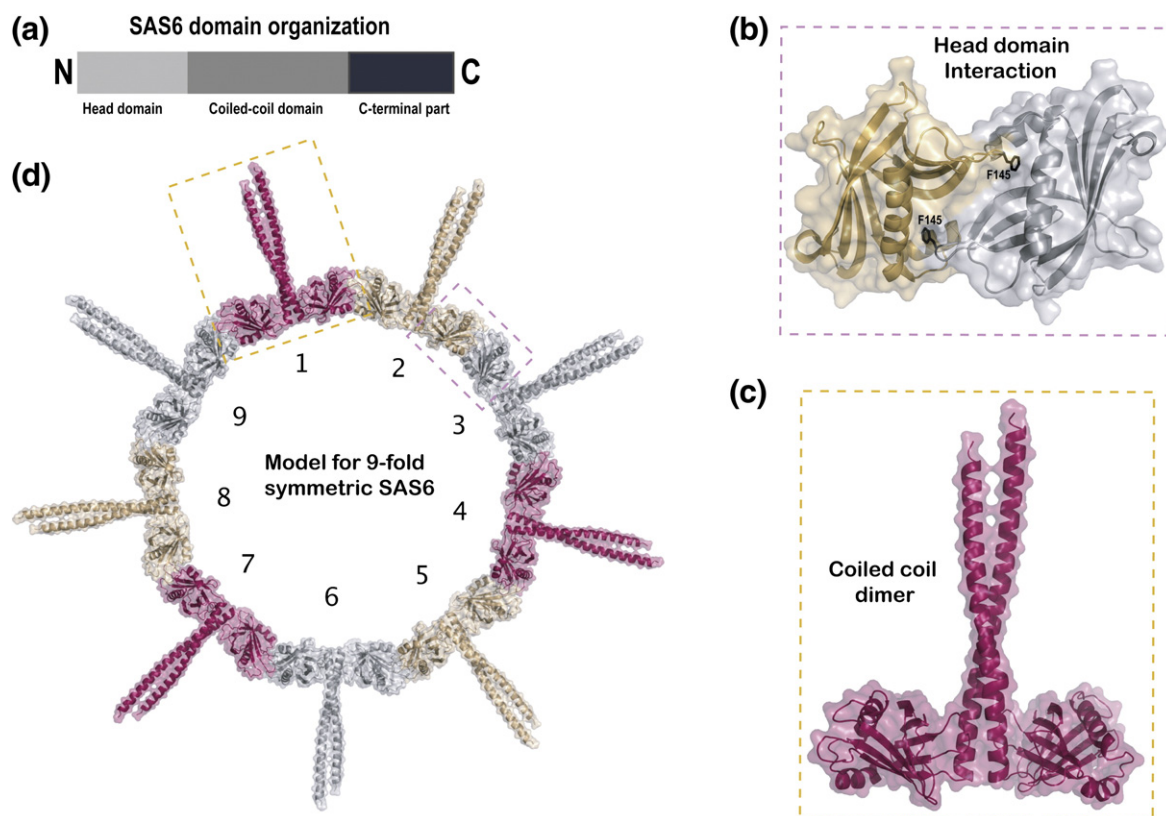 (a)
SAS6 domain organization
N
C
Head domain
Coiled-coil domain
C-terminal part
(b)
Head domain
Interaction
F145
F145
(d)
1
2
3
4
5
6
7
8
9
Model for 9-fold
symmetric SAS6
(c)
Coiled coil
dimer